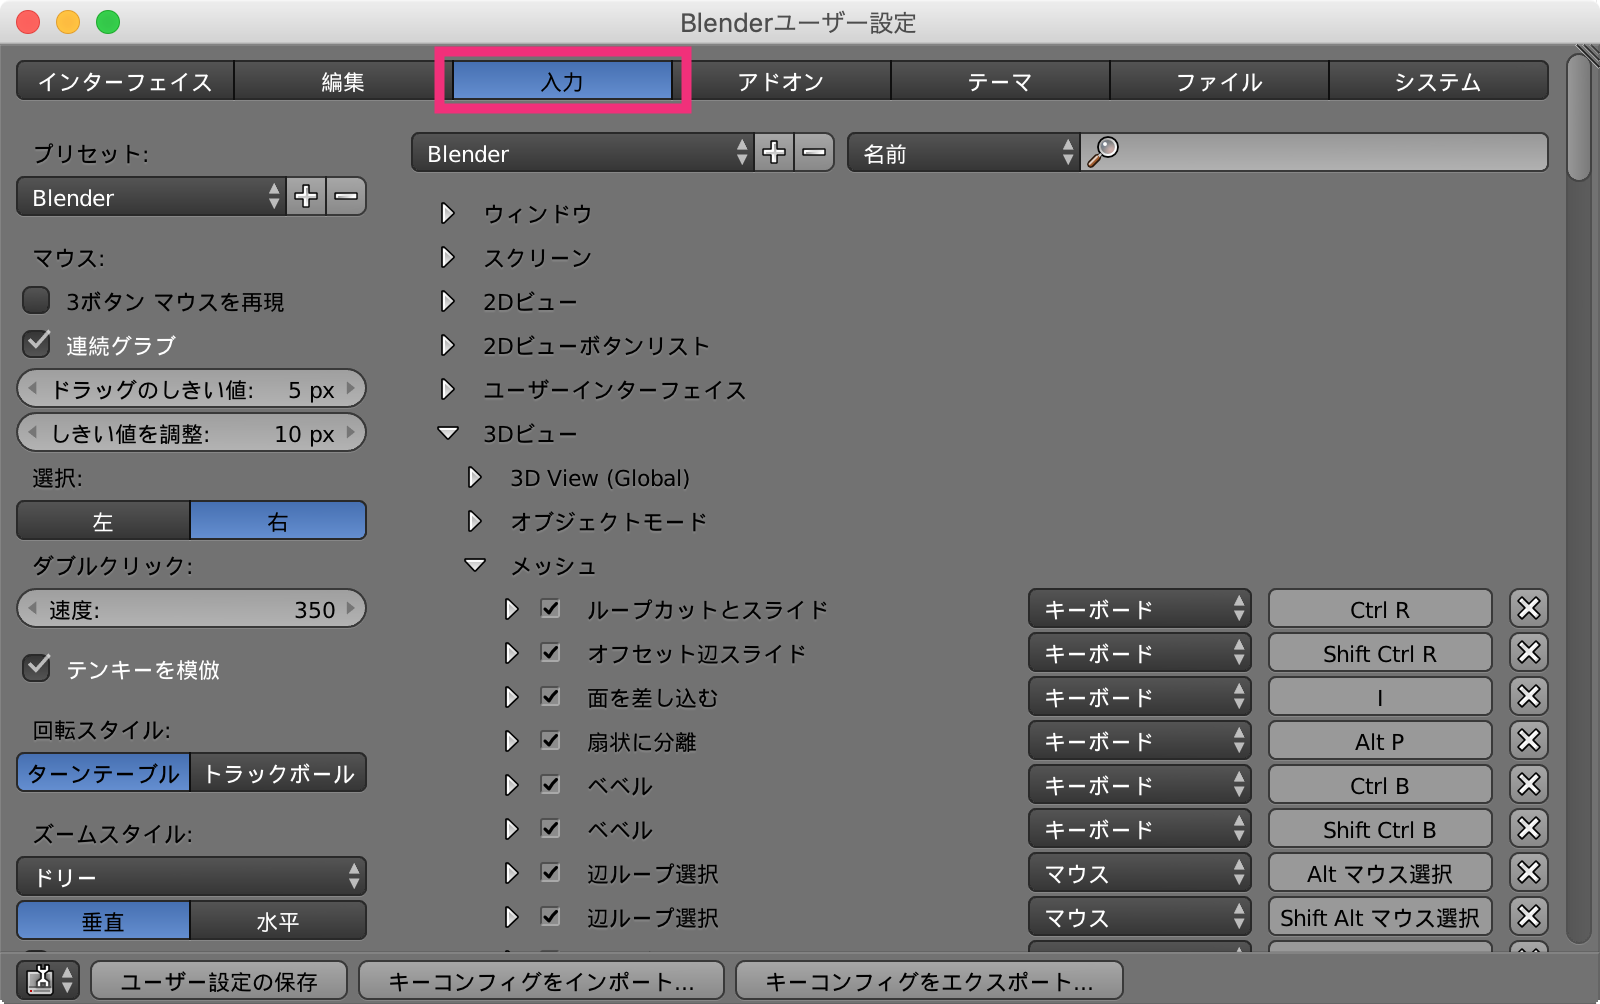 Blenderユーザー設定
インターフェイス 編集 入力 アドオン テーマ ファイル システム
プリセット:
Blender
マウス:
3ボタン マウスを再現
連続グラブ
ドラッグのしきい値: 5 px
しきい値を調整: 10 px
選択:
左 右
ダブルクリック:
速度: 350
テンキーを模倣
回転スタイル:
ターンテーブル トラックボール
ズームスタイル:
ドリー
垂直 水平
Blender 名前
ウィンドウ
スクリーン
2Dビュー
2Dビューボタンリスト
ユーザーインターフェイス
3Dビュー
3D View (Global)
オブジェクトモード
メッシュ
ループカットとスライド キーボード Ctrl R
オフセット辺スライド キーボード Shift Ctrl R
面を差し込む キーボード I
扇状に分離 キーボード Alt P
ベベル キーボード Ctrl B
ベベル キーボード Shift Ctrl B
辺ループ選択 マウス Alt マウス選択
辺ループ選択 マウス Shift Alt マウス選択
ユーザー設定の保存 キーコンフィグをインポート... キーコンフィグをエクスポート...